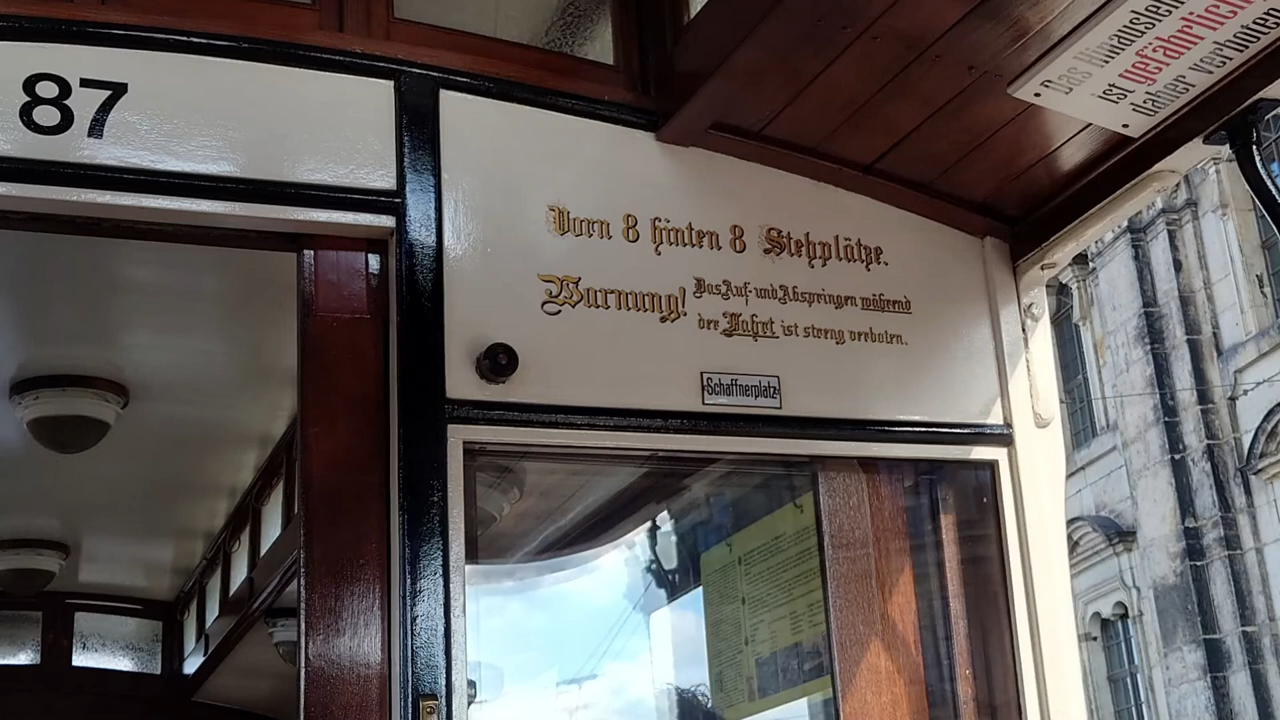 87
Das Hinauslehn
ist gefährlich
daher verboten
Vorn 8 hinten 8 Stehplätze.
Warnung! Das Auf- und Abspringen während
der Fahrt ist streng verboten.
Schaffnerplatz